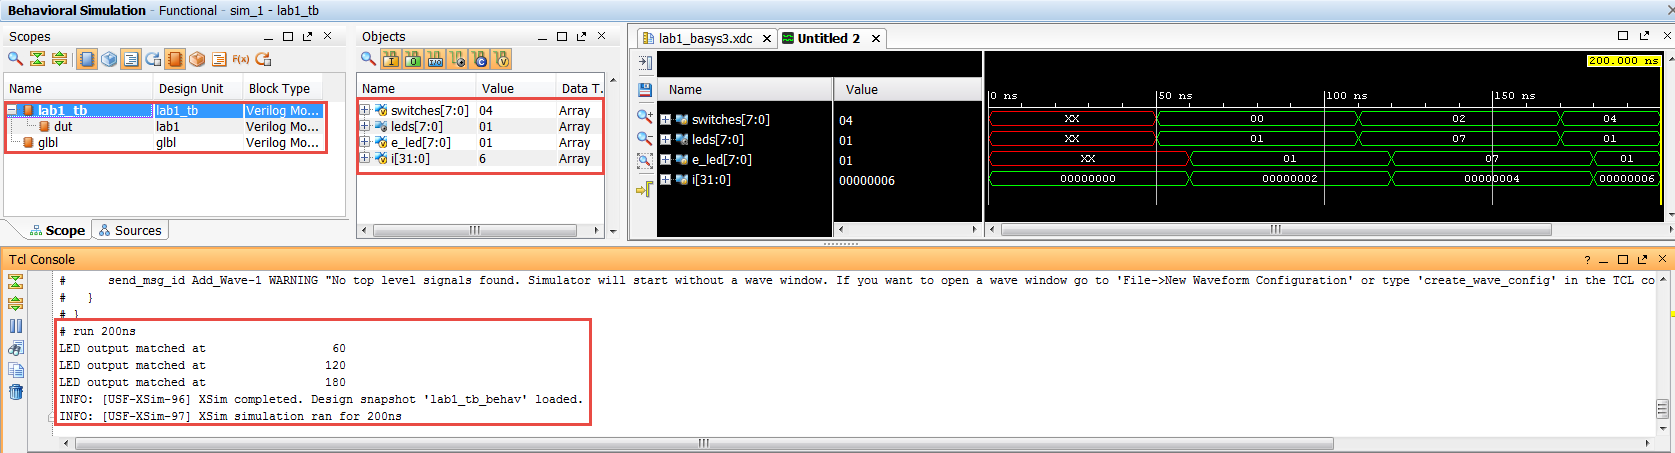 Behavioral Simulation - Functional - sim_1 - lab1_tb
Scopes
Name Design Unit Block Type
lab1_tb lab1_tb Verilog Mo...
dut lab1 Verilog Mo...
glbl glbl Verilog Mo...
Scope Sources
Objects
Name Value Data T...
switches[7:0] 04 Array
leds[7:0] 01 Array
e_led[7:0] 01 Array
i[31:0] 6 Array
lab1_basys3.xdc Untitled 2
200.000 ns
Name Value 0 ns 50 ns 100 ns 150 ns
switches[7:0] 04 XX 00 02 04
leds[7:0] 01 XX 01 07 01
e_led[7:0] 01 XX 01 07 01
i[31:0] 00000006 00000000 00000002 00000004 00000006
Tcl Console
# send_msg_id Add_Wave-1 WARNING "No top level signals found. Simulator will start without a wave window. If you want to open a wave window go to 'File->New Waveform Configuration' or type 'create_wave_config' in the TCL co
# }
# }
# run 200ns
LED output matched at 60
LED output matched at 120
LED output matched at 180
INFO: [USF-XSim-96] XSim completed. Design snapshot 'lab1_tb_behav' loaded.
INFO: [USF-XSim-97] XSim simulation ran for 200ns